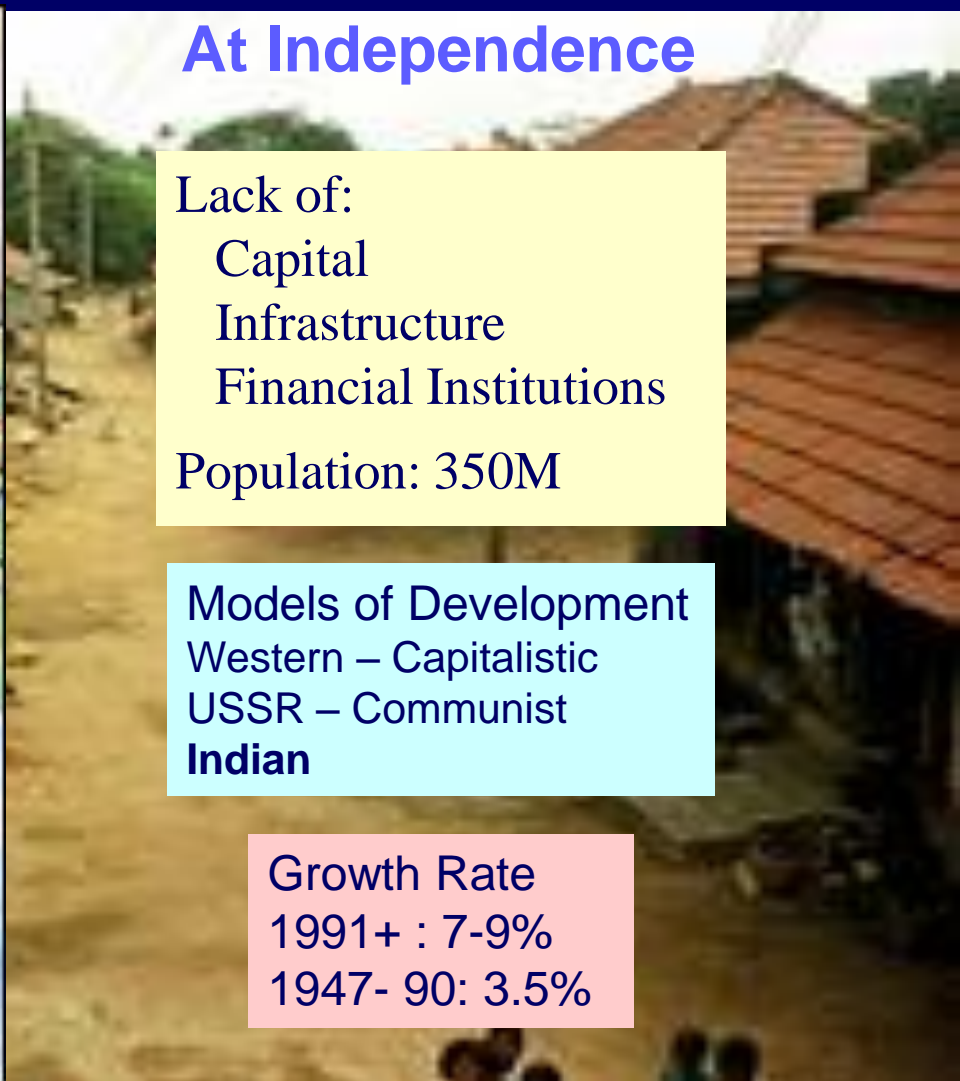 At Independence
Lack of:
Capital
Infrastructure
Financial Institutions
Population: 350M
Models of Development
Western – Capitalistic
USSR – Communist
Indian
Growth Rate
1991+ : 7-9%
1947- 90: 3.5%